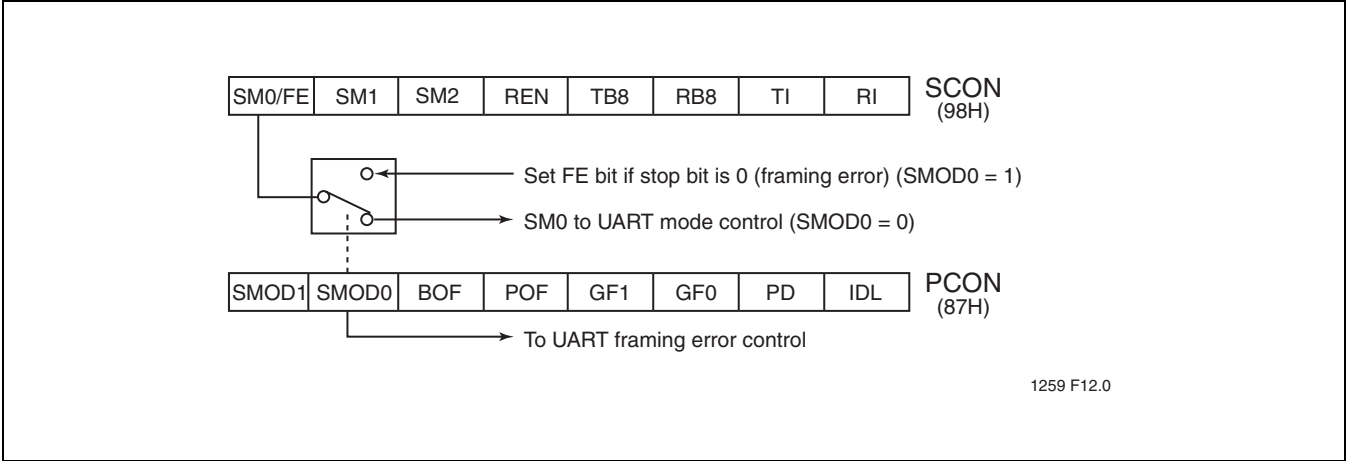 SM0/FE SM1 SM2 REN TB8 RB8 TI RI SCON
(98H)
Set FE bit if stop bit is 0 (framing error) (SMOD0 = 1)
SM0 to UART mode control (SMOD0 = 0)
SMOD1 SMOD0 BOF POF GF1 GF0 PD IDL PCON
(87H)
To UART framing error control
1259 F12.0